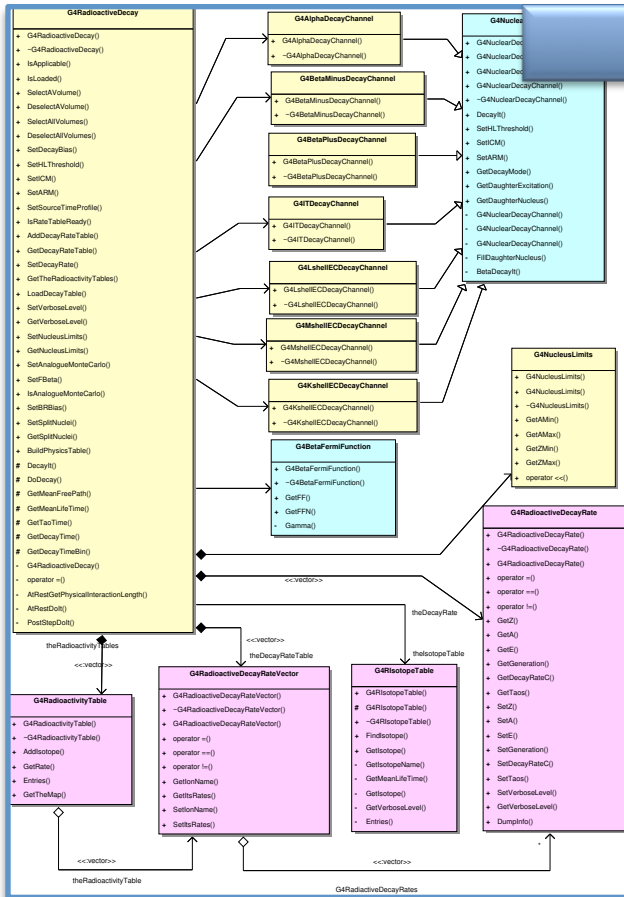 G4RadioactiveDecay
+ G4RadioactiveDecay()
+ ~G4RadioactiveDecay()
+ IsApplicable()
+ IsLoaded()
+ SelectAVolume()
+ DeselectAVolume()
+ SelectAllVolumes()
+ DeselectAllVolumes()
+ SetDecayBias()
+ SetHLThreshold()
+ SetICM()
+ SetARM()
+ SetSourceTimeProfile()
+ IsRateTableReady()
+ AddDecayRateTable()
+ GetDecayRateTable()
+ SetDecayRate()
+ GetTheRadioactivityTables()
+ LoadDecayTable()
+ SetVerboseLevel()
+ GetVerboseLevel()
+ SetNucleusLimits()
+ GetNucleusLimits()
+ SetAnalogueMonteCarlo()
+ SetFBeta()
+ IsAnalogueMonteCarlo()
+ SetBRBias()
+ SetSplitNuclei()
+ GetSplitNuclei()
+ BuildPhysicsTable()
# DecayIt()
# DoDecay()
# GetMeanFreePath()
# GetMeanLifeTime()
# GetTaoTime()
# GetDecayTime()
# GetDecayTimeBin()
- G4RadioactiveDecay()
- operator =()
- AtRestGetPhysicalInteractionLength()
- AtRestDoIt()
- PostStepDoIt()
G4AlphaDecayChannel
+ G4AlphaDecayChannel()
+ ~G4AlphaDecayChannel()
G4BetaMinusDecayChannel
+ G4BetaMinusDecayChannel()
+ ~G4BetaMinusDecayChannel()
G4BetaPlusDecayChannel
+ G4BetaPlusDecayChannel()
+ ~G4BetaPlusDecayChannel()
G4ITDecayChannel
+ G4ITDecayChannel()
+ ~G4ITDecayChannel()
G4LshellECDecayChannel
+ G4LshellECDecayChannel()
+ ~G4LshellECDecayChannel()
G4MshellECDecayChannel
+ G4MshellECDecayChannel()
+ ~G4MshellECDecayChannel()
G4KshellECDecayChannel
+ G4KshellECDecayChannel()
+ ~G4KshellECDecayChannel()
G4BetaFermiFunction
+ G4BetaFermiFunction()
+ ~G4BetaFermiFunction()
+ GetFF()
+ GetFFN()
- Gamma()
G4Nuclear
+ G4NuclearDec
+ G4NuclearDec
+ G4NuclearDec
+ G4NuclearDecayChannel()
+ ~G4NuclearDecayChannel()
+ DecayIt()
+ SetHLThreshold()
+ SetICM()
+ SetARM()
+ GetDecayMode()
+ GetDaughterExcitation()
+ GetDaughterNucleus()
- G4NuclearDecayChannel()
- G4NuclearDecayChannel()
- G4NuclearDecayChannel()
- FillDaughterNucleus()
- BetaDecayIt()
G4NucleusLimits
+ G4NucleusLimits()
+ G4NucleusLimits()
+ ~G4NucleusLimits()
+ GetAMin()
+ GetAMax()
+ GetZMin()
+ GetZMax()
+ operator <<()
G4RadioactiveDecayRate
+ G4RadioactiveDecayRate()
+ ~G4RadioactiveDecayRate()
+ G4RadioactiveDecayRate()
+ operator =()
+ operator ==()
+ operator !=()
+ GetZ()
+ GetA()
+ GetE()
+ GetGeneration()
+ GetDecayRateC()
+ GetTaos()
+ SetZ()
+ SetA()
+ SetE()
+ SetGeneration()
+ SetDecayRateC()
+ SetTaos()
+ SetVerboseLevel()
+ GetVerboseLevel()
+ DumpInfo()
<<:vector>>
theDecayRate
theRadioactivityTables
<<:vector>>
<<:vector>>
theDecayRateTable
theIsotopeTable
G4RadioactivityTable
+ G4RadioactivityTable()
+ ~G4RadioactivityTable()
+ AddIsotope()
+ GetRate()
+ Entries()
+ GetTheMap()
G4RadioactiveDecayRateVector
+ G4RadioactiveDecayRateVector()
+ ~G4RadioactiveDecayRateVector()
+ G4RadioactiveDecayRateVector()
+ operator =()
+ operator ==()
+ operator !=()
+ GetIonName()
+ GetItsRates()
+ SetIonName()
+ SetItsRates()
G4RIsotopeTable
+ G4RIsotopeTable()
# G4RIsotopeTable()
+ ~G4RIsotopeTable()
+ FindIsotope()
+ GetIsotope()
- GetIsotopeName()
- GetMeanLifeTime()
- GetIsotope()
- GetVerboseLevel()
- Entries()
<<:vector>>
theRadioactivityTable
<<:vector>>
*
G4RadiactiveDecayRates